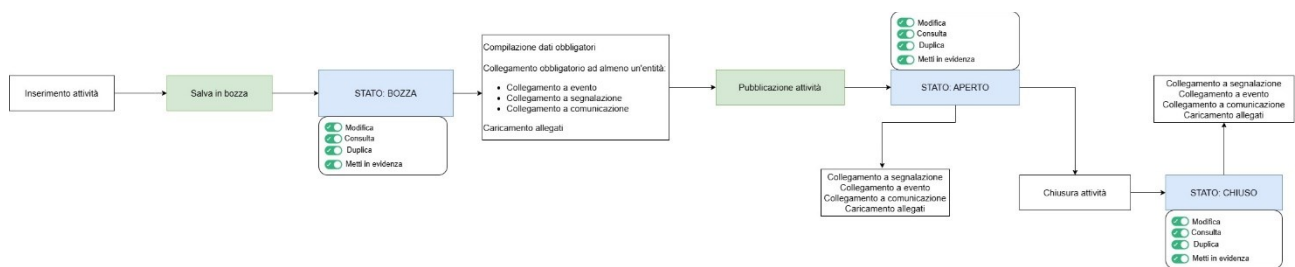 Inserimento attività
Salva in bozza
STATO: BOZZA
Modifica
Consulta
Duplica
Metti in evidenza
Compilazione dati obbligatori
Collegamento obbligatorio ad almeno un'entità:
Collegamento a evento
Collegamento a segnalazione
Collegamento a comunicazione
Caricamento allegati
Pubblicazione attività
Modifica
Consulta
Duplica
Metti in evidenza
STATO: APERTO
Collegamento a segnalazione
Collegamento a evento
Collegamento a comunicazione
Caricamento allegati
Chiusura attività
Collegamento a segnalazione
Collegamento a evento
Collegamento a comunicazione
Caricamento allegati
STATO: CHIUSO
Modifica
Consulta
Duplica
Metti in evidenza